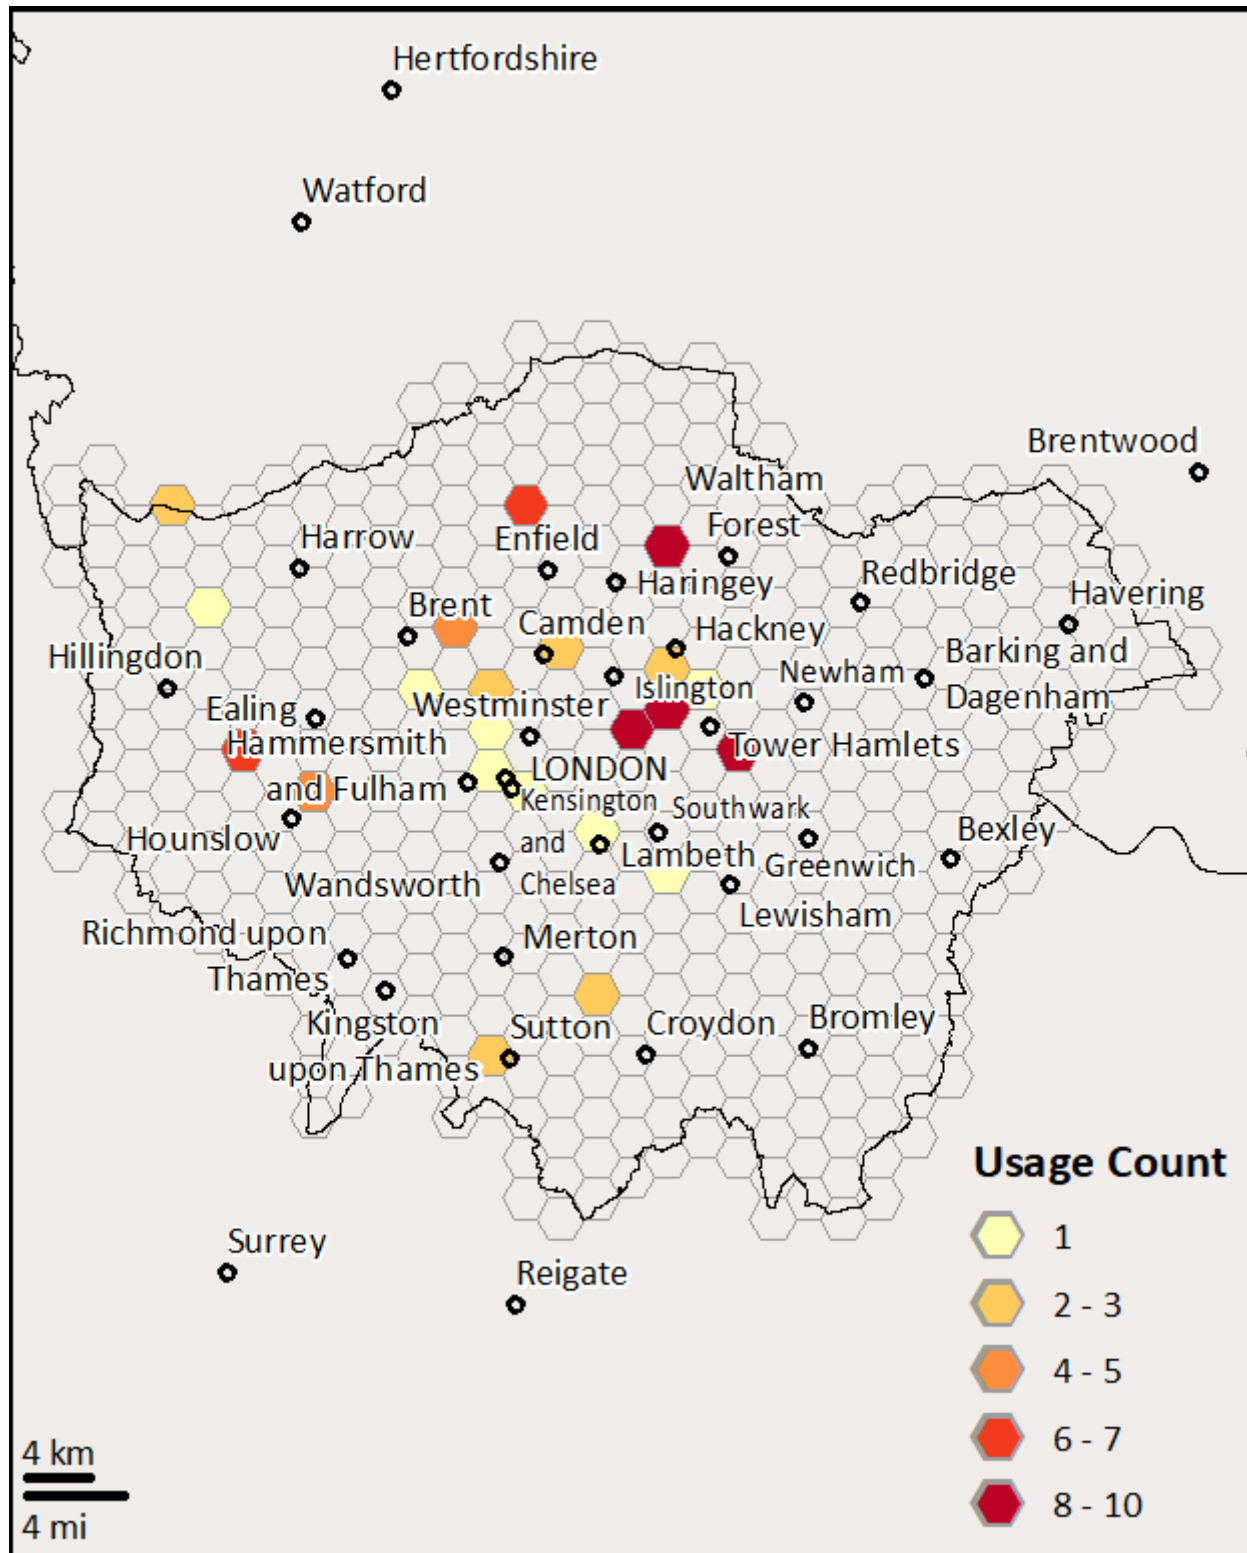 Hertfordshire
Watford
Brentwood
Waltham
Forest
Harrow
Enfield
Haringey
Redbridge
Havering
Brent
Camden
Hackney
Barking and
Dagenham
Hillingdon
Newham
Islington
Ealing
Westminster
Hammersmith
and Fulham
Tower Hamlets
LONDON
Kensington
and
Chelsea
Southwark
Hounslow
Lambeth
Greenwich
Bexley
Wandsworth
Lewisham
Richmond upon
Thames
Merton
Kingston
upon Thames
Sutton
Croydon
Bromley
Surrey
Reigate
Usage Count
1
2 - 3
4 - 5
6 - 7
8 - 10
4 km
4 mi